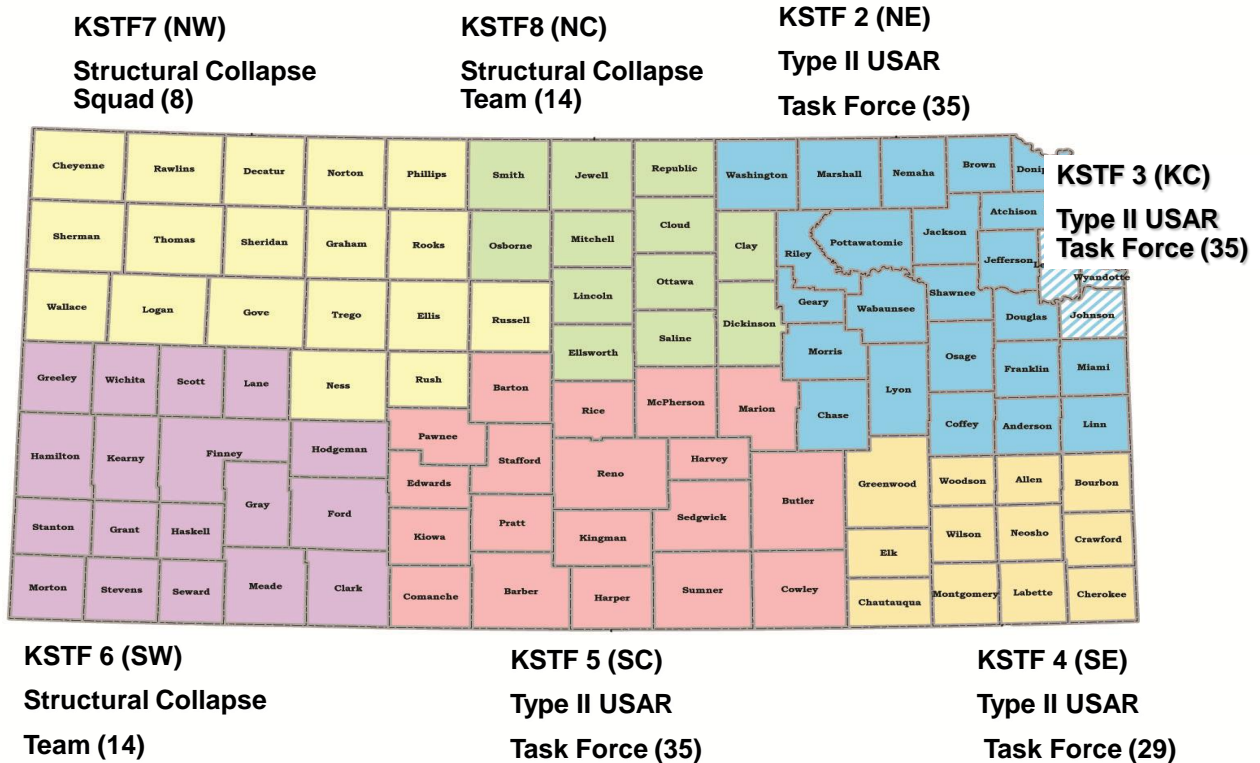 KSTF7 (NW)
Structural Collapse
Squad (8)
KSTF8 (NC)
Structural Collapse
Team (14)
KSTF 2 (NE)
Type II USAR
Task Force (35)
KSTF 3 (KC)
Type II USAR
Task Force (35)
Cheyenne
Rawlins
Decatur
Norton
Phillips
Smith
Jewell
Republic
Washington
Marshall
Nemaha
Brown
Sherman
Thomas
Sheridan
Graham
Rooks
Osborne
Mitchell
Cloud
Clay
Riley
Pottawatomie
Jackson
Atchison
Jefferson
Wyandotte
Wallace
Logan
Gove
Trego
Ellis
Russell
Lincoln
Ottawa
Dickinson
Geary
Wabaunsee
Shawnee
Douglas
Johnson
Greeley
Wichita
Scott
Lane
Ness
Rush
Barton
Ellsworth
Saline
Morris
Osage
Franklin
Miami
Rice
McPherson
Marion
Chase
Lyon
Coffey
Anderson
Linn
Hamilton
Kearny
Finney
Hodgeman
Pawnee
Edwards
Stafford
Reno
Harvey
Butler
Greenwood
Woodson
Allen
Bourbon
Stanton
Grant
Haskell
Gray
Ford
Kiowa
Pratt
Kingman
Sedgwick
Elk
Wilson
Neosho
Crawford
Morton
Stevens
Seward
Meade
Clark
Comanche
Barber
Harper
Sumner
Cowley
Chautauqua
Montgomery
Labette
Cherokee
KSTF 6 (SW)
Structural Collapse
Team (14)
KSTF 5 (SC)
Type II USAR
Task Force (35)
KSTF 4 (SE)
Type II USAR
Task Force (29)